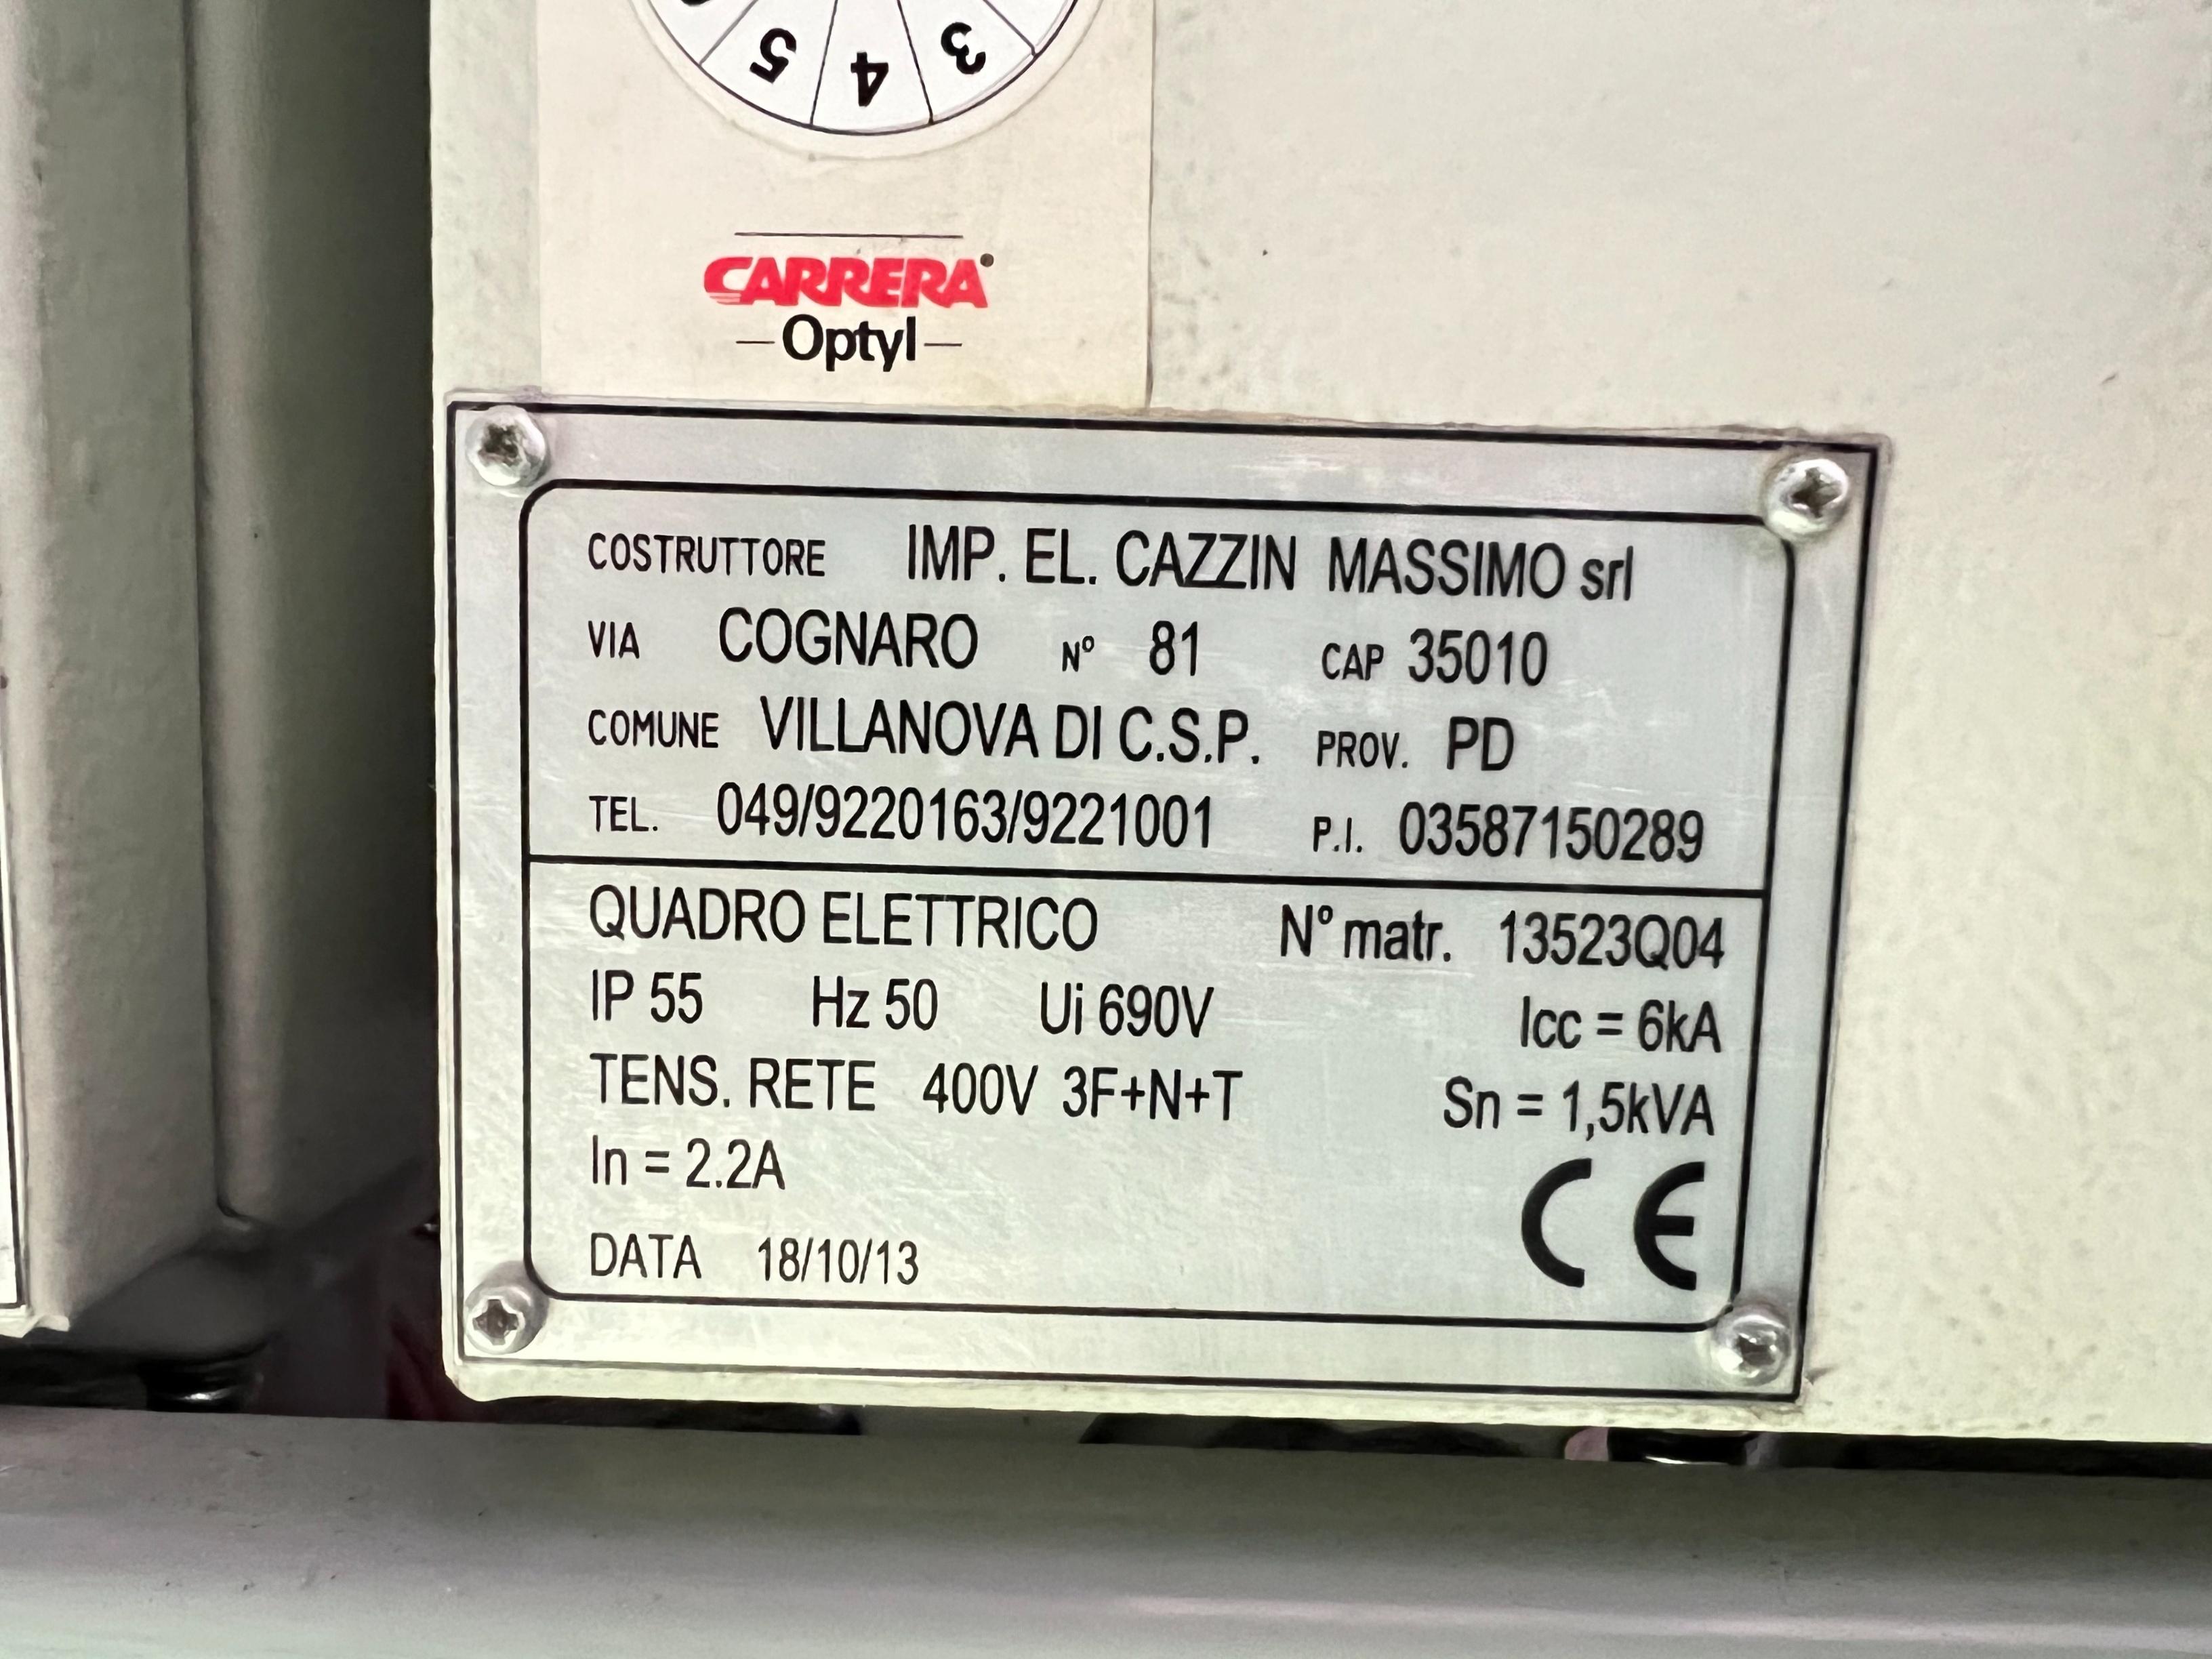 5 4 3
CARRERA
Optyl
COSTRUTTORE IMP. EL. CAZZIN MASSIMO srl
VIA COGNARO N° 81 CAP 35010
COMUNE VILLANOVA DI C.S.P. PROV. PD
TEL. 049/9220163/9221001 P.I. 03587150289
QUADRO ELETTRICO N° matr. 13523Q04
IP 55 Hz 50 Ui 690V Icc = 6kA
TENS. RETE 400V 3F+N+T Sn = 1,5kVA
In = 2.2A
DATA 18/10/13 CE